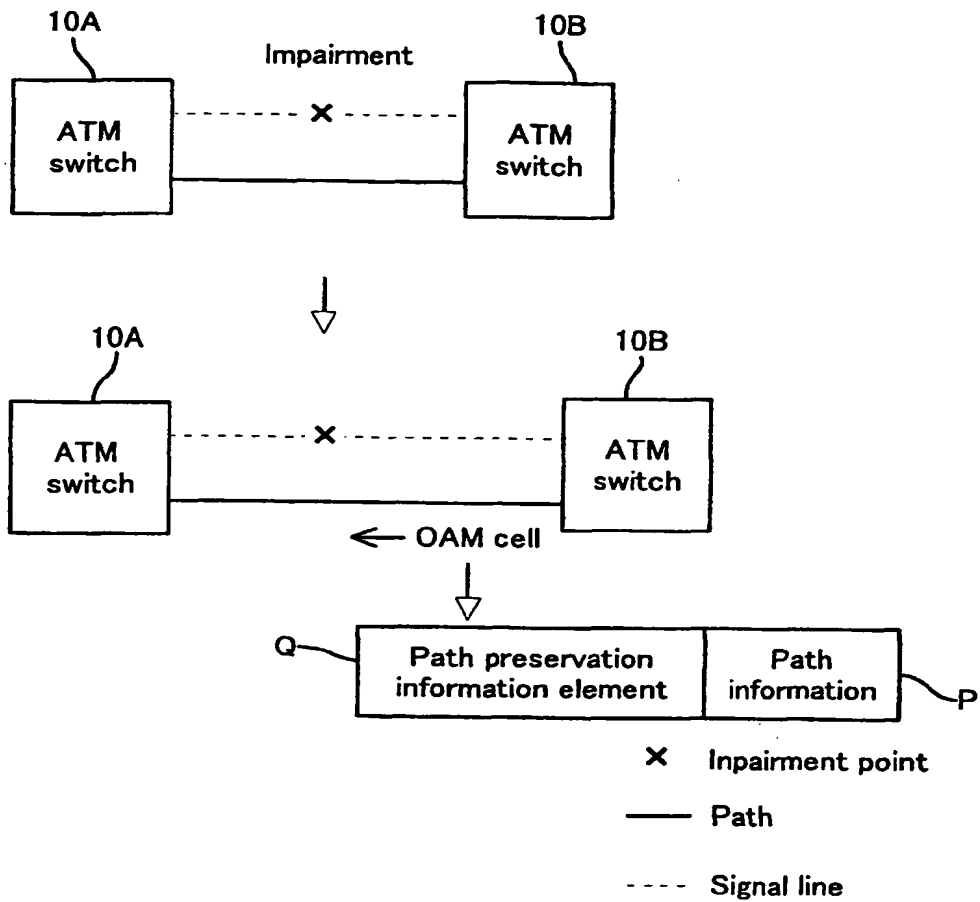 10A
10B
Impairment
ATM
switch
ATM
switch
10A
10B
ATM
switch
ATM
switch
OAM cell
Q
Path preservation
information element
Path
information
P
Inpairment point
Path
Signal line